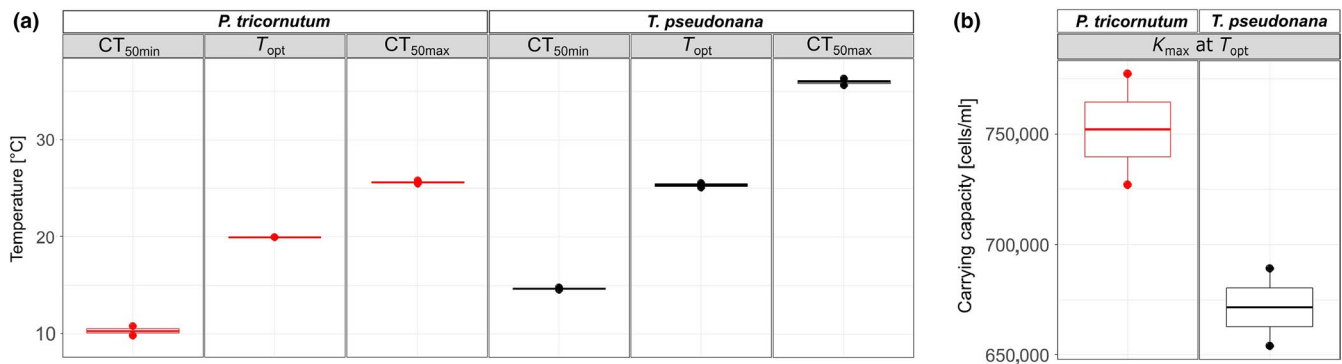 (a)
P. tricornutum
T. pseudonana
CT50min
Topt
CT50max
CT50min
Topt
CT50max
Temperature [°C]
30
20
10
(b)
P. tricornutum
T. pseudonana
Kmax at Topt
Carrying capacity [cells/ml]
750,000
700,000
650,000